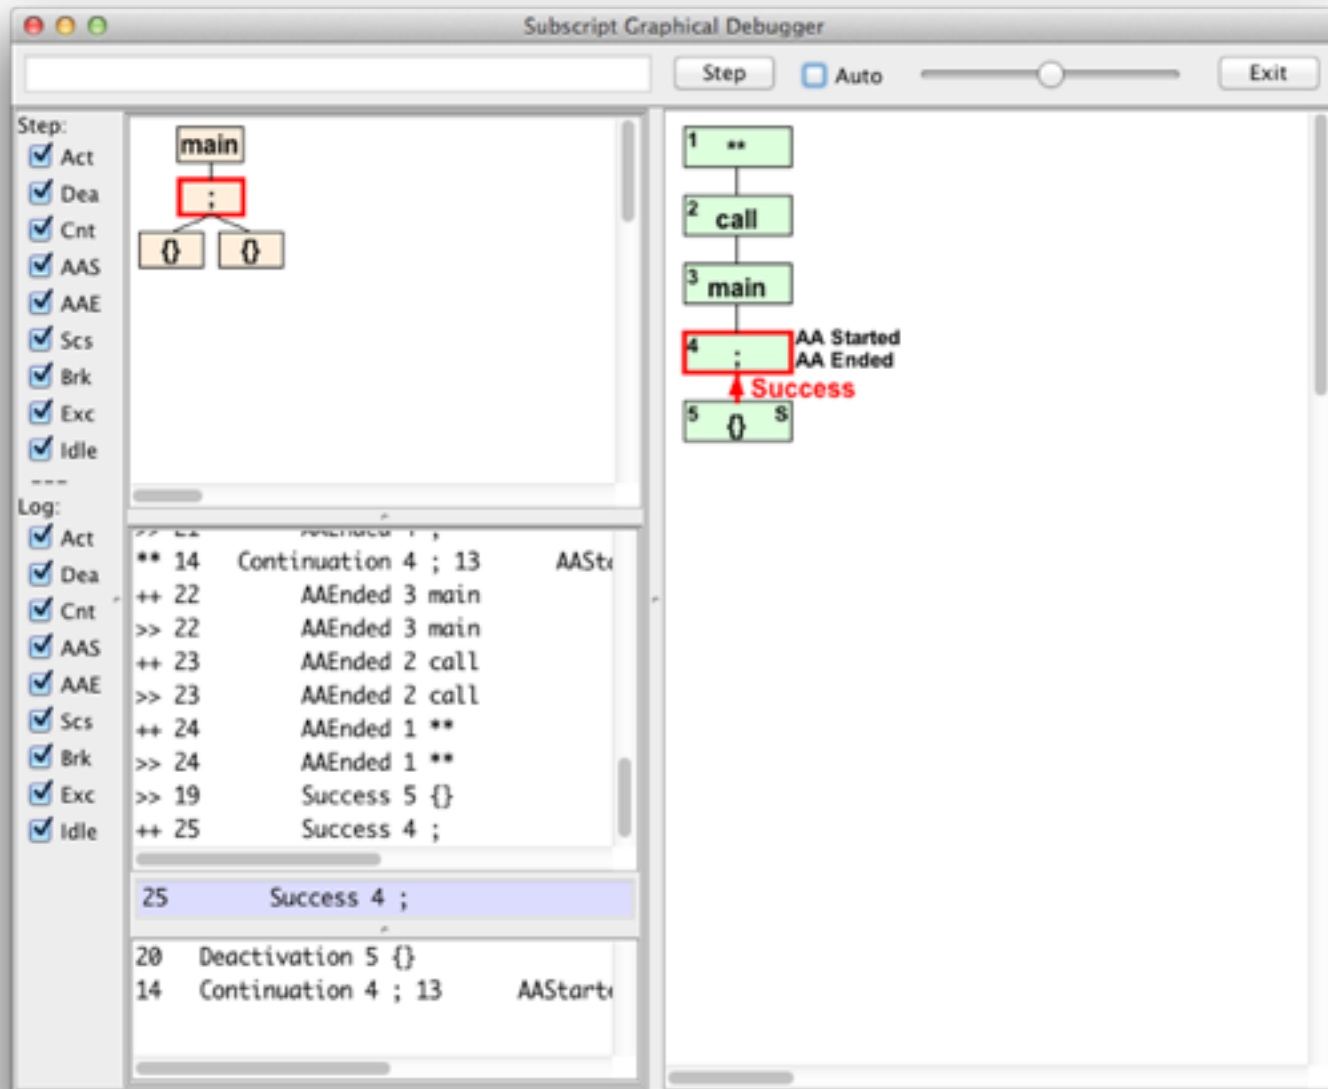 Subscript Graphical Debugger
Step Auto Exit
Step:
Act
Dea
Cnt
AAS
AAE
Scs
Brk
Exc
Idle
---
Log:
Act
Dea
Cnt
AAS
AAE
Scs
Brk
Exc
Idle
main
;
{} {}
** 14 Continuation 4 ; 13
++ 22 AAEnded 3 main
>> 22 AAEnded 3 main
++ 23 AAEnded 2 call
>> 23 AAEnded 2 call
++ 24 AAEnded 1 **
>> 24 AAEnded 1 **
>> 19 Success 5 {}
++ 25 Success 4 ;
25 Success 4 ;
20 Deactivation 5 {}
14 Continuation 4 ; 13
1 **
2 call
3 main
4 ;
AA Started
AA Ended
Success
5 {} S